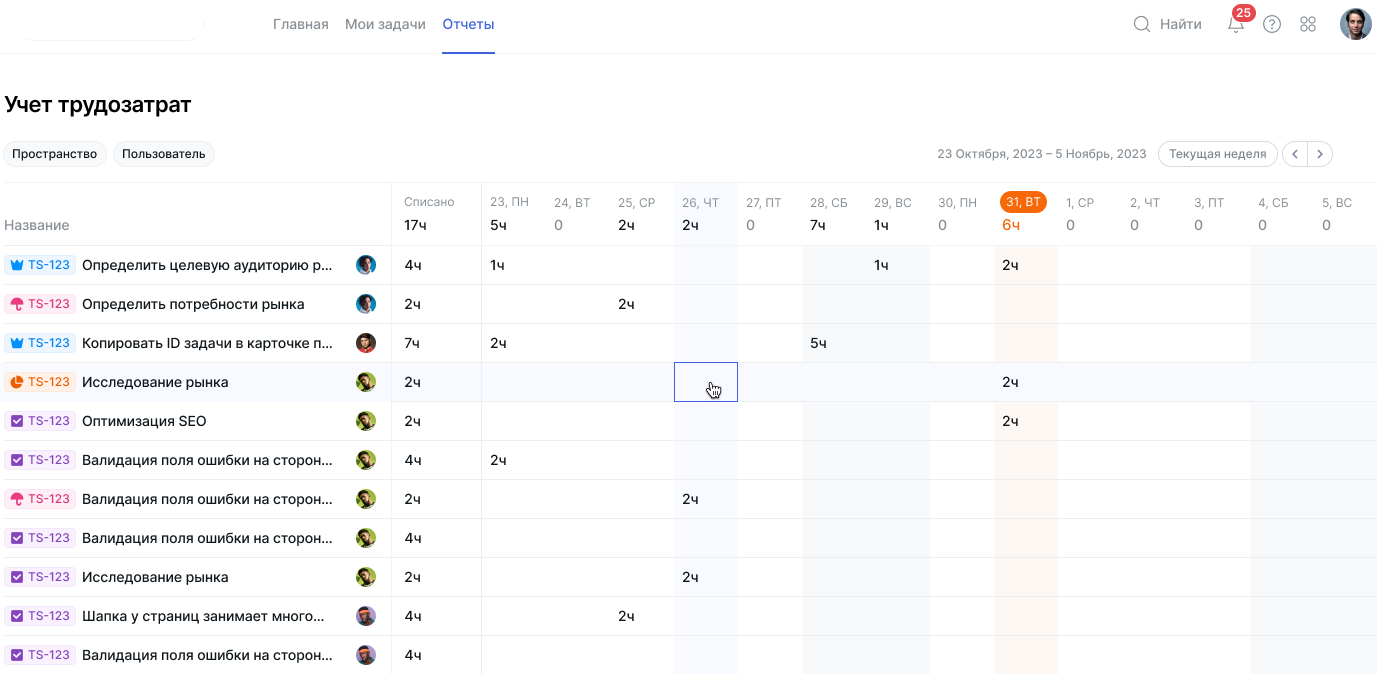 Главная Мои задачи Отчеты Найти 25
Учет трудозатрат
Пространство Пользователь 23 Октября, 2023 – 5 Ноябрь, 2023 Текущая неделя
Списано 23, ПН 24, ВТ 25, СР 26, ЧТ 27, ПТ 28, СБ 29, ВС 30, ПН 31, ВТ 1, СР 2, ЧТ 3, ПТ 4, СБ 5, ВС
Название 17ч 5ч 0 2ч 2ч 0 7ч 1ч 0 6ч 0 0 0 0 0
TS-123 Определить целевую аудиторию р... 4ч 1ч 1ч 2ч
TS-123 Определить потребности рынка 2ч 2ч
TS-123 Копировать ID задачи в карточке п... 7ч 2ч 5ч
TS-123 Исследование рынка 2ч 2ч
TS-123 Оптимизация SEO 2ч 2ч
TS-123 Валидация поля ошибки на сторон... 4ч 2ч
TS-123 Валидация поля ошибки на сторон... 2ч 2ч
TS-123 Валидация поля ошибки на сторон... 4ч
TS-123 Исследование рынка 2ч 2ч
TS-123 Шапка у страниц занимает много... 4ч 2ч
TS-123 Валидация поля ошибки на сторон... 4ч